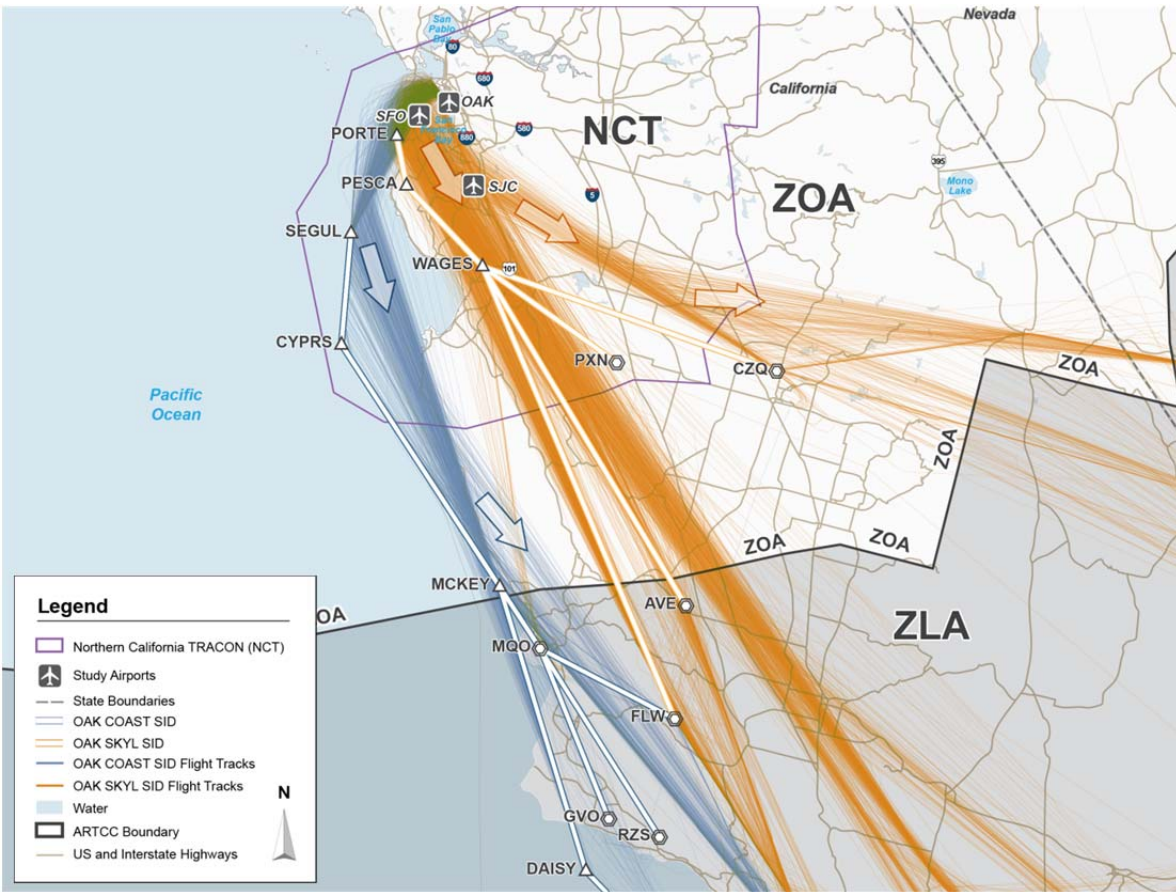 Nevada
San
Pablo
Bay
80
680
California
OAK
SFO
580
NCT
PORTE
880
395
PESCA
SJC
5
ZOA
Mono
Lake
SEGUL
WAGES
101
CYPRS
PXN
CZQ
ZOA
Pacific
Ocean
ZOA
ZOA
ZOA
MCKEY
OA
AVE
ZLA
MQO
FLW
GVO
RZS
DAISY
Legend
Northern California TRACON (NCT)
Study Airports
State Boundaries
OAK COAST SID
OAK SKYL SID
OAK COAST SID Flight Tracks
OAK SKYL SID Flight Tracks
Water
ARTCC Boundary
US and Interstate Highways
N